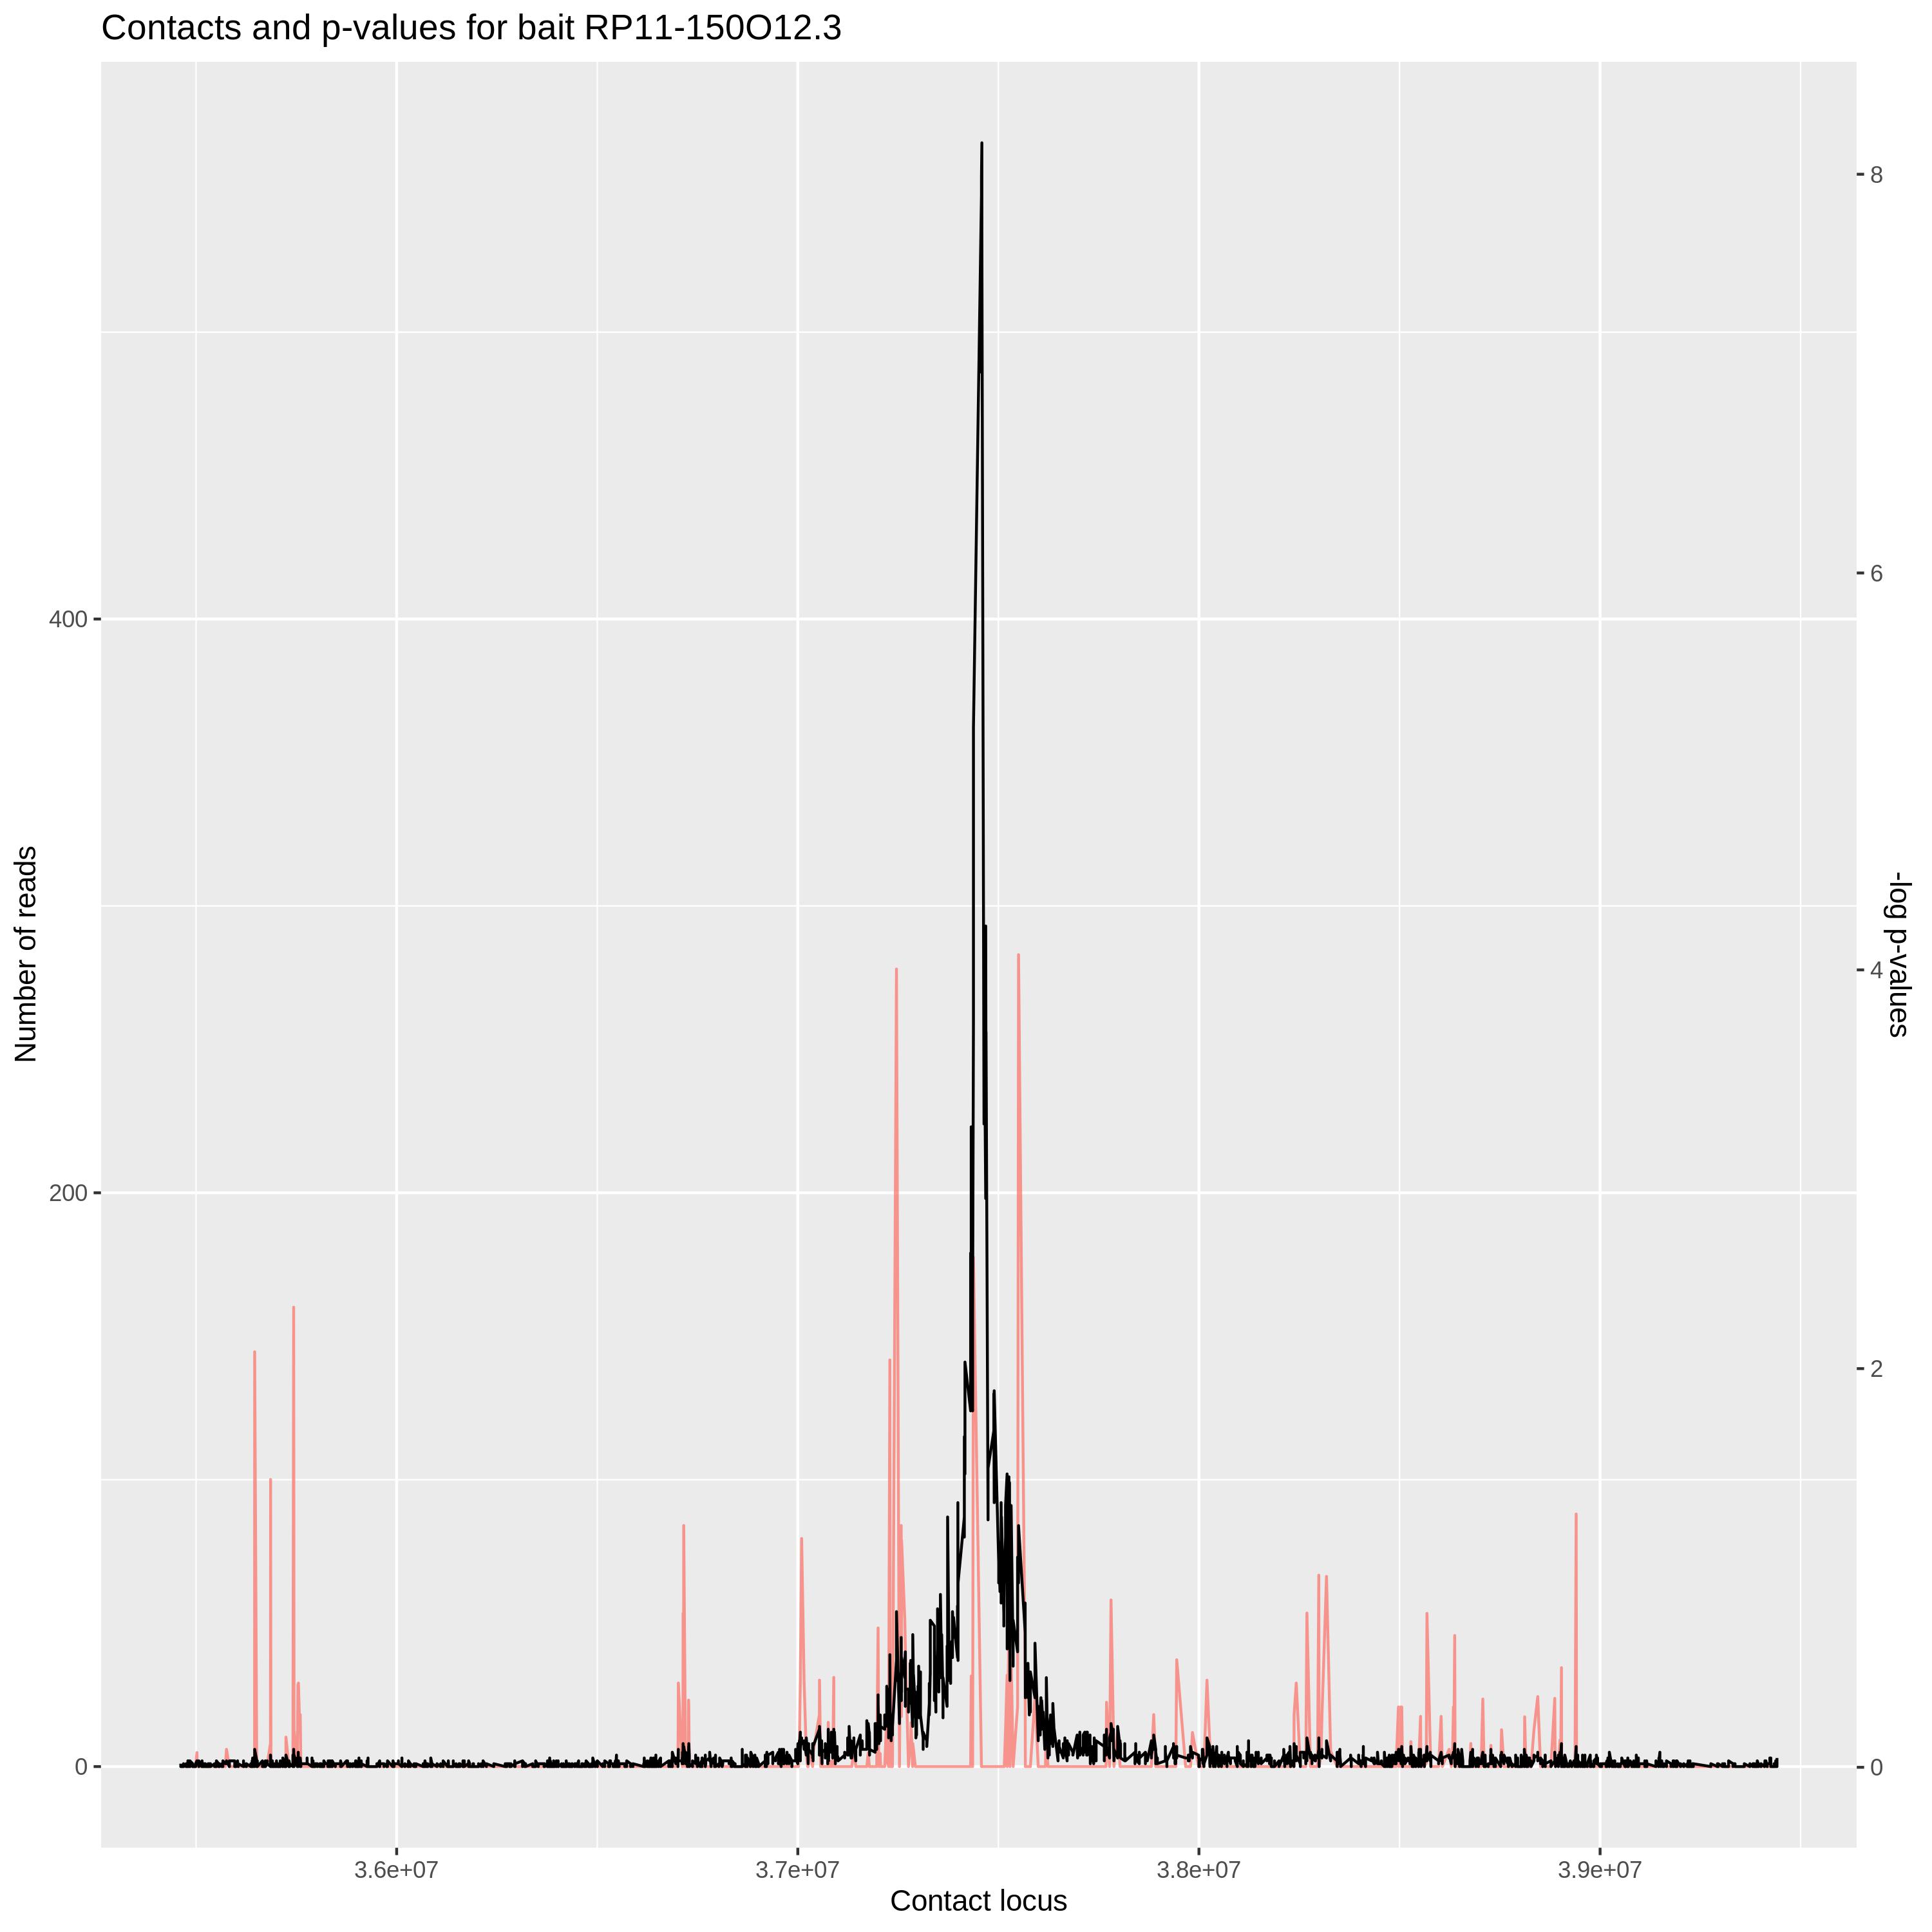 Contacts and p-values for bait RP11-150O12.3
8
6
400
Number of reads
-log p-values
4
200
2
0
0
3.6e+07
3.7e+07
3.8e+07
3.9e+07
Contact locus